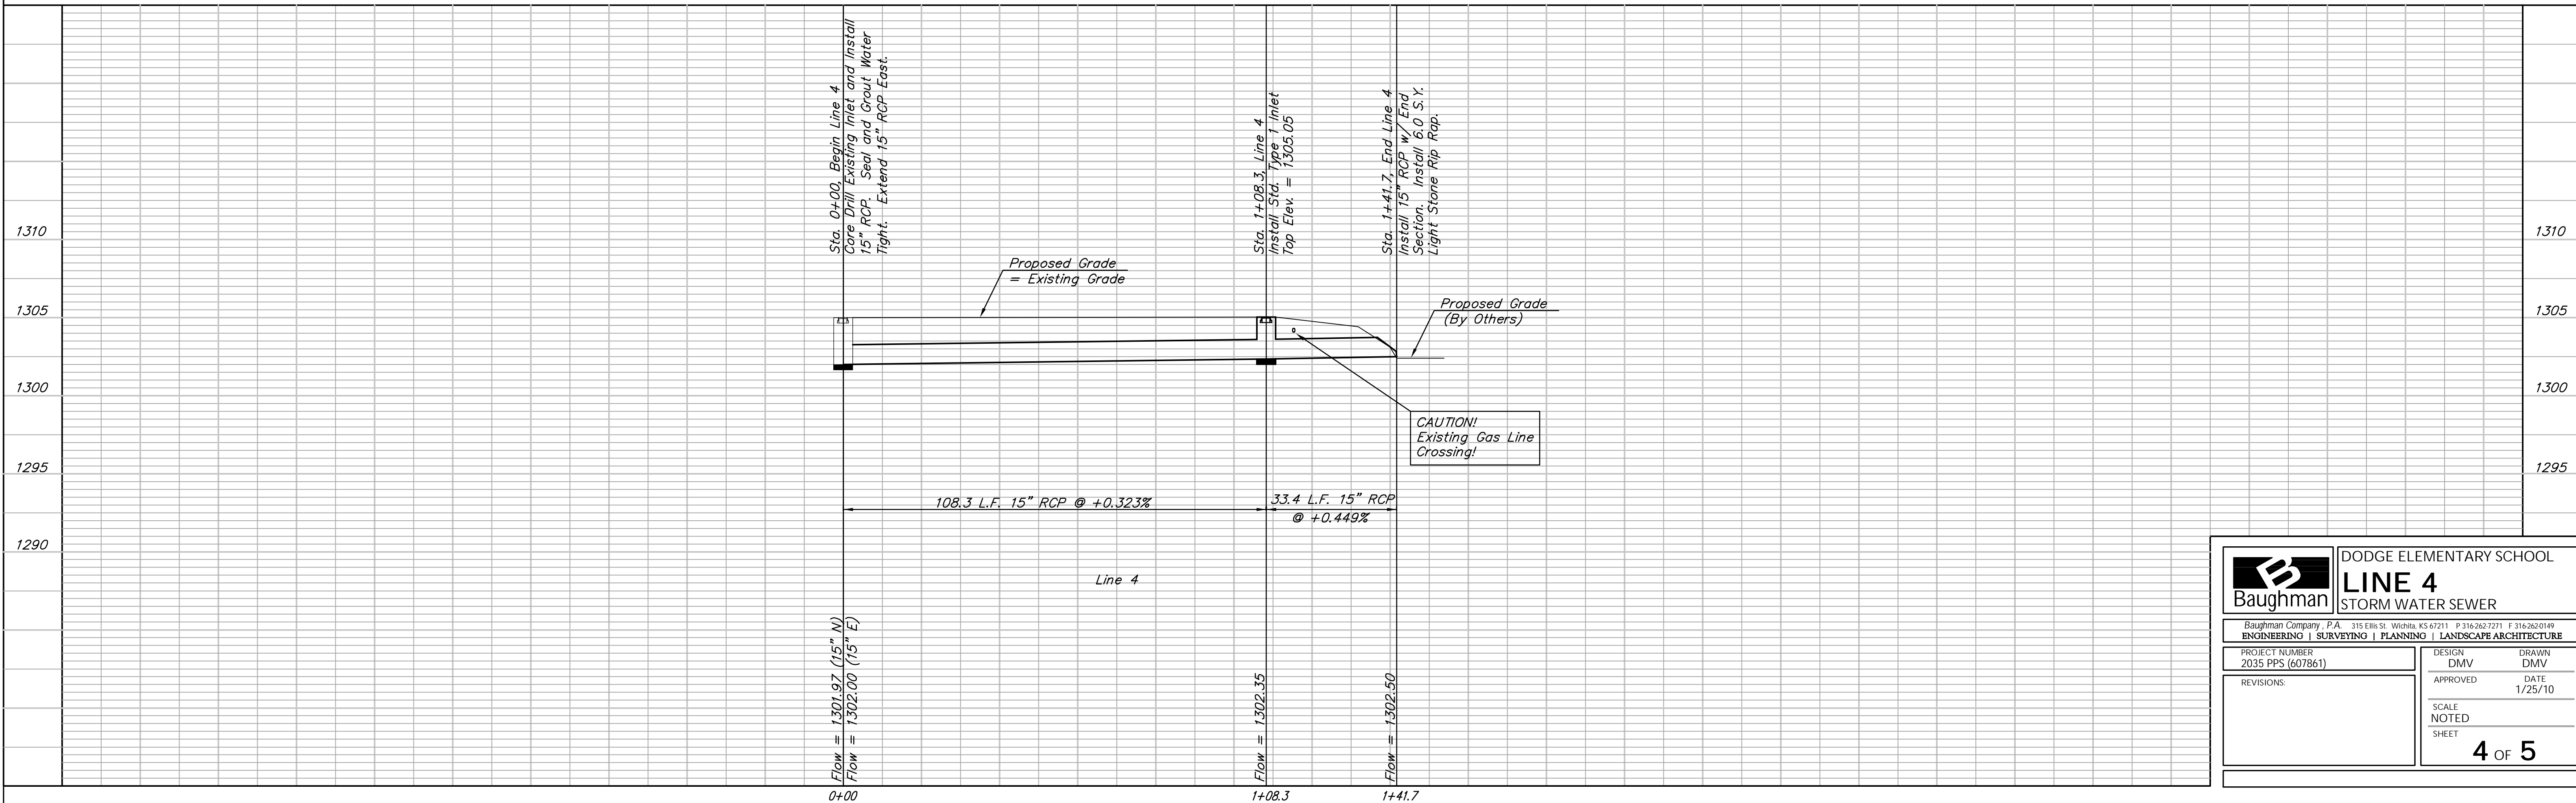 Sta. 0+00, Begin Line 4
Core Drill Existing Inlet and Install
15" RCP. Seal and Grout Water
Tight. Extend 15" RCP East.
Sta. 1+08.3, Line 4
Install Std. Type 1 Inlet
Top Elev. = 1305.05
Sta. 1+41.7, End Line 4
Install 15" RCP w/ End
Section. Install 6.0 S.Y.
Light Stone Rip Rap.
1310
1310
Proposed Grade
= Existing Grade
1305
Proposed Grade
(By Others)
1305
1300
1300
CAUTION!
Existing Gas Line
Crossing!
1295
1295
108.3 L.F. 15" RCP @ +0.323%
33.4 L.F. 15" RCP
@ +0.449%
1290
Line 4
Flow = 1301.97 (15" N)
Flow = 1302.00 (15" E)
Flow = 1302.35
Flow = 1302.50
0+00
1+08.3
1+41.7
B
Baughman
DODGE ELEMENTARY SCHOOL
LINE 4
STORM WATER SEWER
Baughman Company, P.A. 315 Ellis St. Wichita, KS 67211 P 316-262-7271 F 316-262-0149
ENGINEERING | SURVEYING | PLANNING | LANDSCAPE ARCHITECTURE
PROJECT NUMBER
2035 PPS (607861)
REVISIONS:
DESIGN
DMV
DRAWN
DMV
APPROVED
DATE
1/25/10
SCALE
NOTED
SHEET
4 OF 5